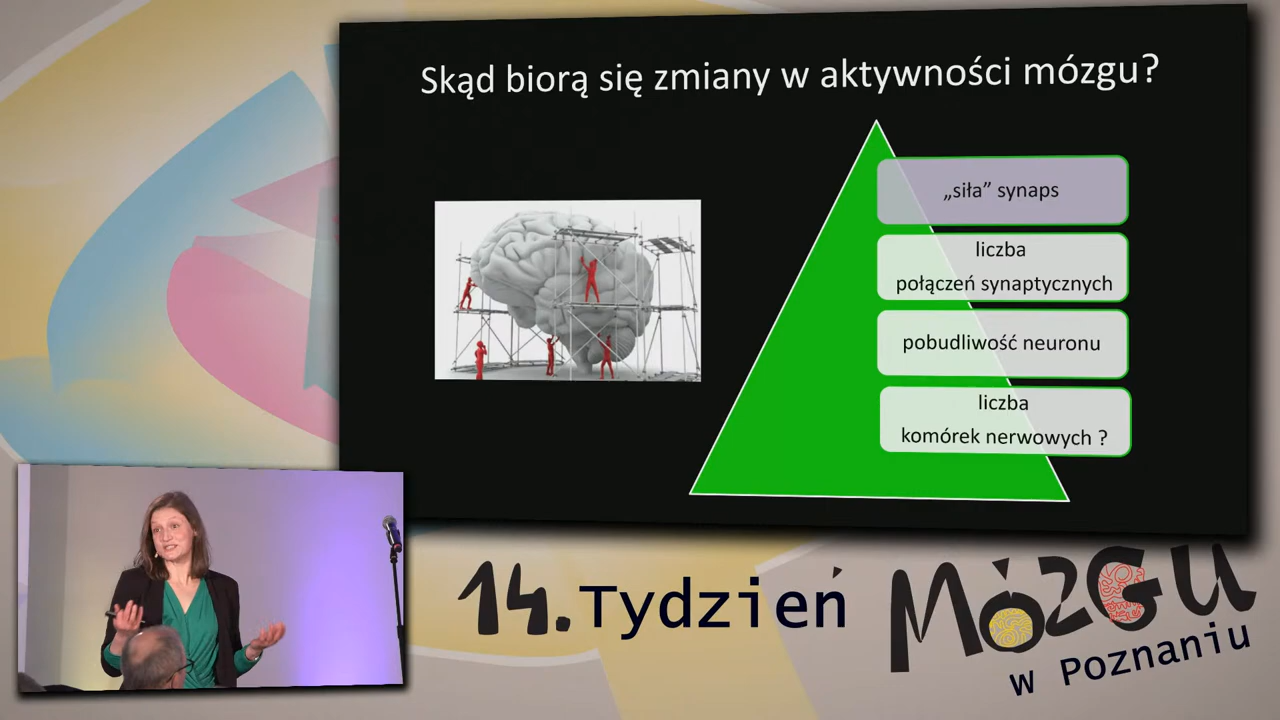 Skąd biorą się zmiany w aktywności mózgu?
„siła” synaps
liczba
połączeń synaptycznych
pobudliwość neuronu
liczba
komórek nerwowych ?
14. Tydzień
MÓZGU
w Poznaniu